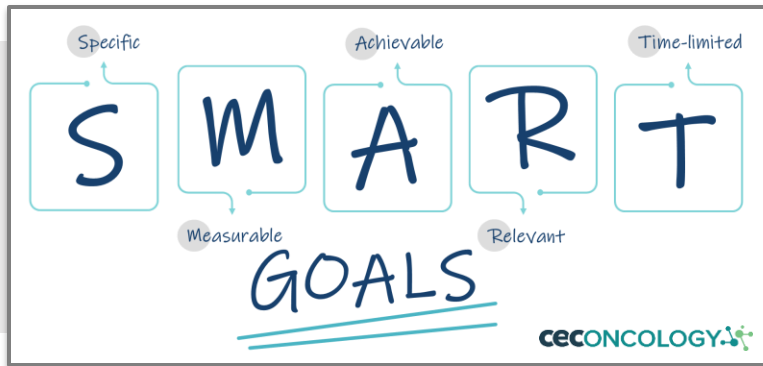 Specific
Achievable
Time-limited
S M A R T
Measurable
Relevant
GOALS
CECONCOLOGY